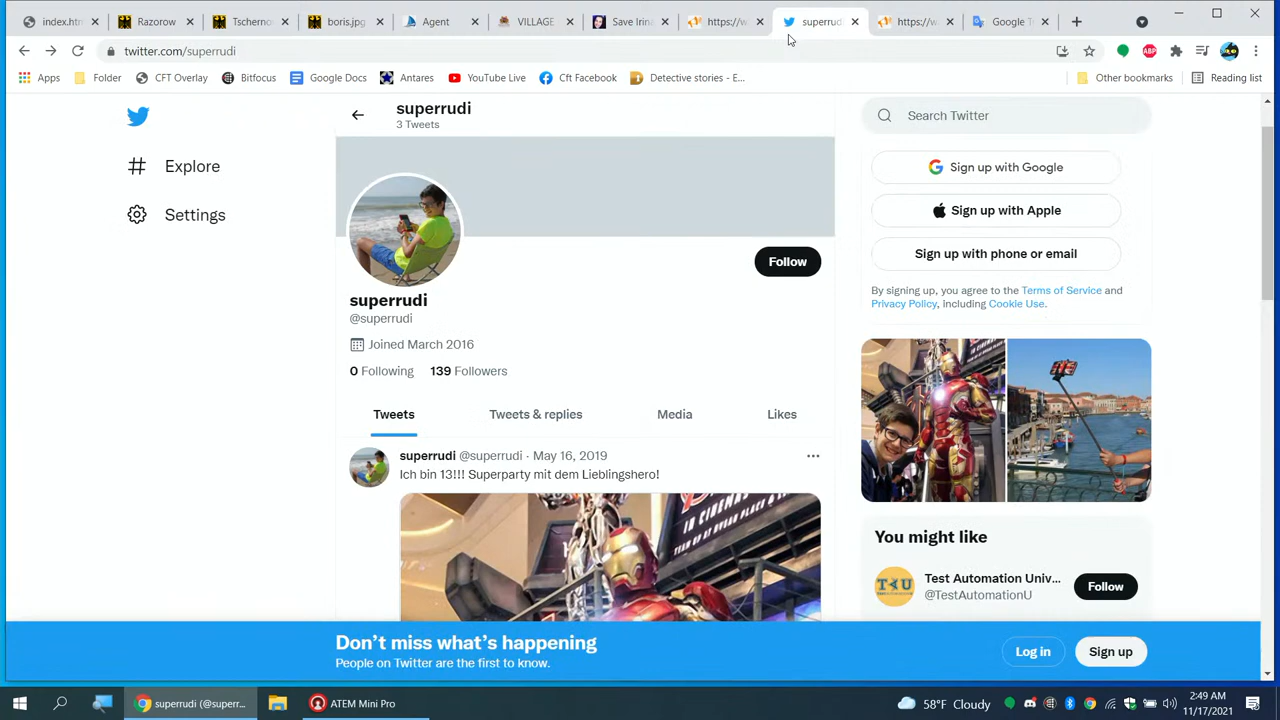 index.htm
Razorow
Tscherno
boris.jpg
Agent
VILLAGE
Save Irina
https://w
superrudi
https://w
Google T
twitter.com/superrudi
Apps
Folder
CFT Overlay
Bitfocus
Google Docs
Antares
YouTube Live
Cft Facebook
Detective stories - E...
Other bookmarks
Reading list
superrudi
3 Tweets
Search Twitter
Explore
Settings
Sign up with Google
Sign up with Apple
Sign up with phone or email
By signing up, you agree to the Terms of Service and
Privacy Policy, including Cookie Use.
Follow
superrudi
@superrudi
Joined March 2016
0 Following 139 Followers
Tweets
Tweets & replies
Media
Likes
superrudi @superrudi · May 16, 2019
Ich bin 13!!! Superparty mit dem Lieblingshero!
IN CINEMAS
You might like
Test Automation Univ...
@TestAutomationU
Follow
Don't miss what's happening
People on Twitter are the first to know.
Log in
Sign up
superrudi (@superr...
ATEM Mini Pro
58°F Cloudy
2:49 AM
11/17/2021